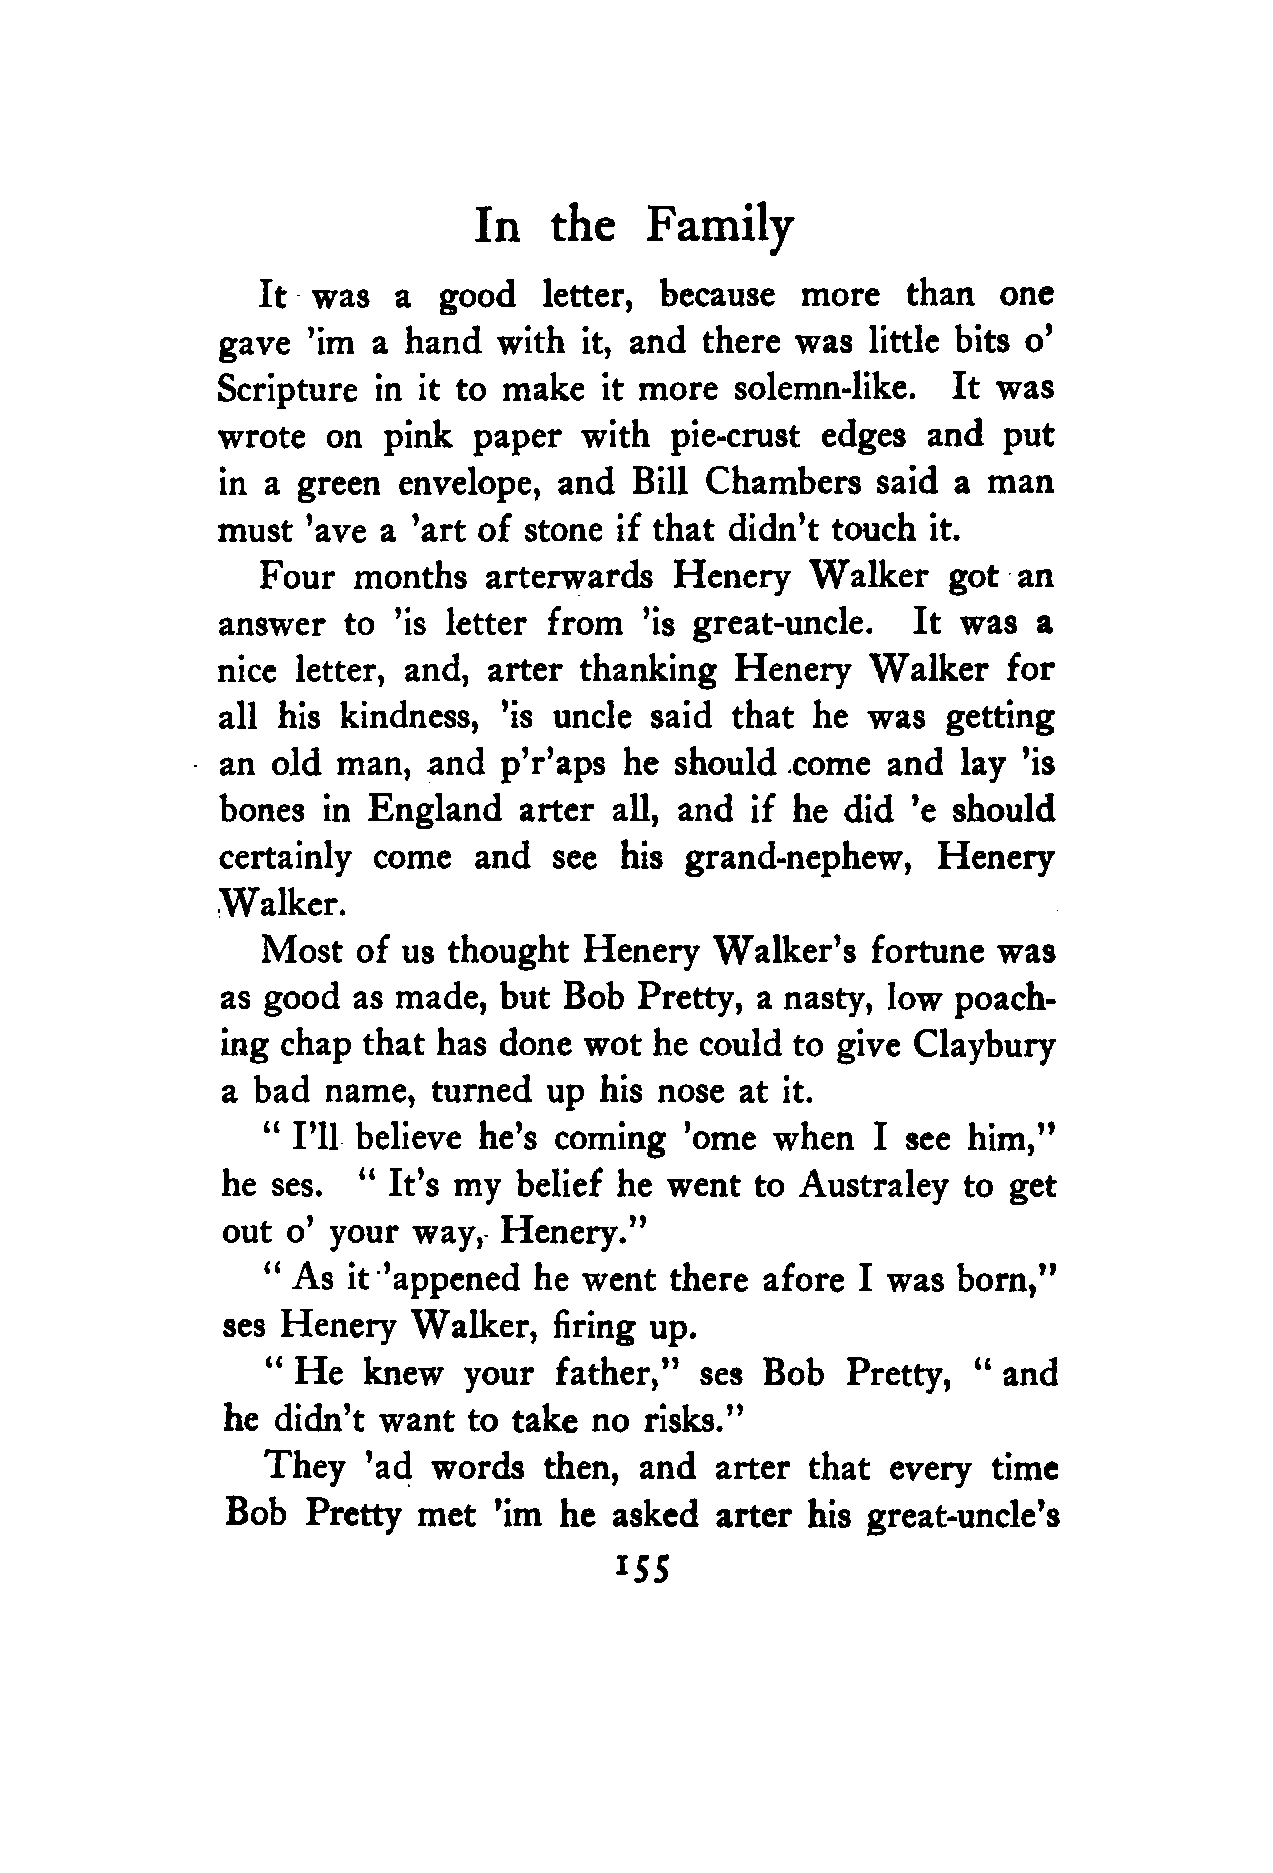 In the Family
It was a good letter, because more than one
gave 'im a hand with it, and there was little bits o'
Scripture in it to make it more solemn-like. It was
wrote on pink paper with pie-crust edges and put
in a green envelope, and Bill Chambers said a man
must 'ave a 'art of stone if that didn't touch it.
Four months arterwards Henery Walker got an
answer to 'is letter from 'is great-uncle. It was a
nice letter, and, arter thanking Henery Walker for
all his kindness, 'is uncle said that he was getting
an old man, and p'r'aps he should come and lay 'is
bones in England arter all, and if he did 'e should
certainly come and see his grand-nephew, Henery
Walker.
Most of us thought Henery Walker's fortune was
as good as made, but Bob Pretty, a nasty, low poach-
ing chap that has done wot he could to give Claybury
a bad name, turned up his nose at it.
" I'll believe he's coming 'ome when I see him,"
he ses. " It's my belief he went to Australey to get
out o' your way, Henery."
" As it 'appened he went there afore I was born,"
ses Henery Walker, firing up.
" He knew your father," ses Bob Pretty, " and
he didn't want to take no risks."
They 'ad words then, and arter that every time
Bob Pretty met 'im he asked arter his great-uncle's
155